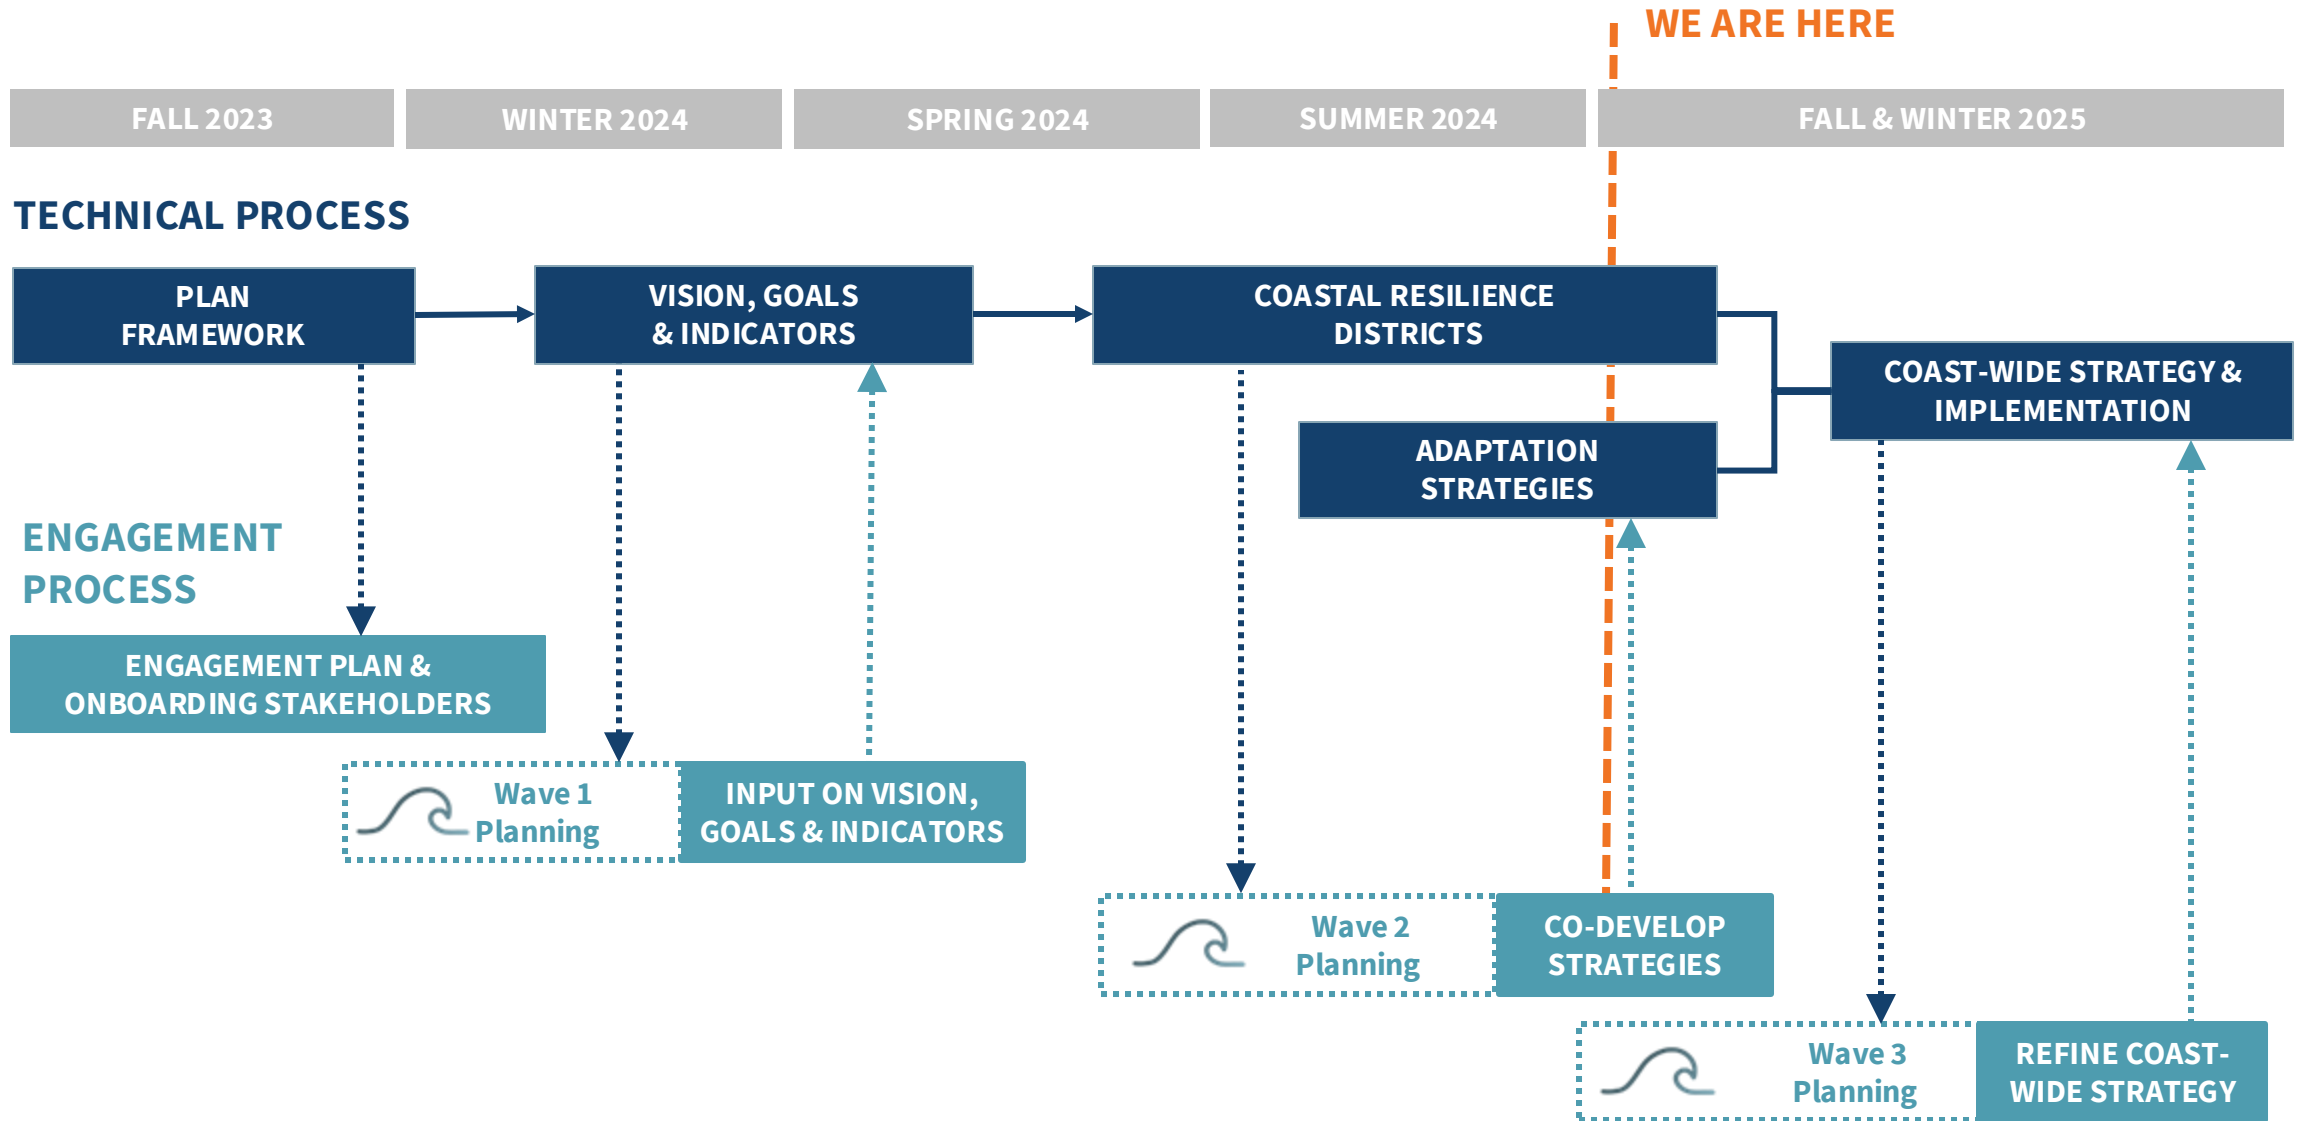 WE ARE HERE
FALL 2023
WINTER 2024
SPRING 2024
SUMMER 2024
FALL & WINTER 2025
TECHNICAL PROCESS
PLAN
FRAMEWORK
VISION, GOALS
& INDICATORS
COASTAL RESILIENCE
DISTRICTS
COAST-WIDE STRATEGY &
IMPLEMENTATION
ADAPTATION
STRATEGIES
ENGAGEMENT
PROCESS
ENGAGEMENT PLAN &
ONBOARDING STAKEHOLDERS
Wave 1
Planning
INPUT ON VISION,
GOALS & INDICATORS
Wave 2
Planning
CO-DEVELOP
STRATEGIES
Wave 3
Planning
REFINE COAST-
WIDE STRATEGY